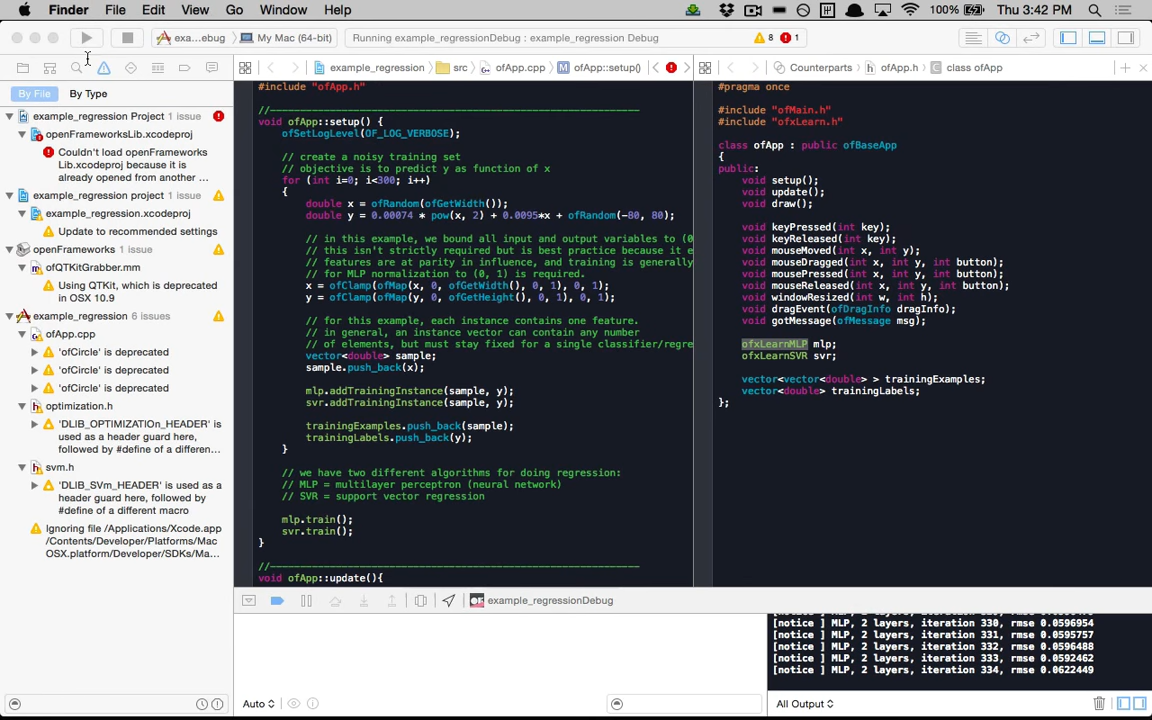 Finder File Edit View Go Window Help 100% Thu 3:42 PM
exa...ebug My Mac (64-bit) Running example_regressionDebug : example_regression Debug 8 1
example_regression src ofApp.cpp ofApp::setup() Counterparts ofApp.h class ofApp
By File By Type
example_regression Project 1 issue
openFrameworksLib.xcodeproj
Couldn't load openFrameworks
Lib.xcodeproj because it is
already opened from another ...
example_regression project 1 issue
example_regression.xcodeproj
Update to recommended settings
openFrameworks 1 issue
ofQTKitGrabber.mm
Using QTKit, which is deprecated
in OSX 10.9
example_regression 6 issues
ofApp.cpp
'ofCircle' is deprecated
'ofCircle' is deprecated
'ofCircle' is deprecated
optimization.h
'DLIB_OPTIMIZATIOn_HEADER' is
used as a header guard here,
followed by #define of a differen...
svm.h
'DLIB_SVm_HEADER' is used as a
header guard here, followed by
#define of a different macro
Ignoring file /Applications/Xcode.app
/Contents/Developer/Platforms/Mac
OSX.platform/Developer/SDKs/Ma...
#include "ofApp.h"
//--------------------------------------------------------------
void ofApp::setup() {
ofSetLogLevel(OF_LOG_VERBOSE);
// create a noisy training set
// objective is to predict y as function of x
for (int i=0; i<300; i++)
{
double x = ofRandom(ofGetWidth());
double y = 0.00074 * pow(x, 2) + 0.0095*x + ofRandom(-80, 80);
// in this example, we bound all input and output variables to (0
// this isn't strictly required but is best practice because it e
// features are at parity in influence, and training is generally
// for MLP normalization to (0, 1) is required.
x = ofClamp(ofMap(x, 0, ofGetWidth(), 0, 1), 0, 1);
y = ofClamp(ofMap(y, 0, ofGetHeight(), 0, 1), 0, 1);
// for this example, each instance contains one feature.
// in general, an instance vector can contain any number
// of elements, but must stay fixed for a single classifier/regre
vector<double> sample;
sample.push_back(x);
mlp.addTrainingInstance(sample, y);
svr.addTrainingInstance(sample, y);
trainingExamples.push_back(sample);
trainingLabels.push_back(y);
}
// we have two different algorithms for doing regression:
// MLP = multilayer perceptron (neural network)
// SVR = support vector regression
mlp.train();
svr.train();
}
//--------------------------------------------------------------
void ofApp::update(){
#pragma once
#include "ofMain.h"
#include "ofxLearn.h"
class ofApp : public ofBaseApp
{
public:
void setup();
void update();
void draw();
void keyPressed(int key);
void keyReleased(int key);
void mouseMoved(int x, int y);
void mouseDragged(int x, int y, int button);
void mousePressed(int x, int y, int button);
void mouseReleased(int x, int y, int button);
void windowResized(int w, int h);
void dragEvent(ofDragInfo dragInfo);
void gotMessage(ofMessage msg);
ofxLearnMLP mlp;
ofxLearnSVR svr;
vector<vector<double> > trainingExamples;
vector<double> trainingLabels;
};
example_regressionDebug
[notice ] MLP, 2 layers, iteration 330, rmse 0.0596954
[notice ] MLP, 2 layers, iteration 331, rmse 0.0595757
[notice ] MLP, 2 layers, iteration 332, rmse 0.0596488
[notice ] MLP, 2 layers, iteration 333, rmse 0.0592462
[notice ] MLP, 2 layers, iteration 334, rmse 0.0622449
Auto All Output